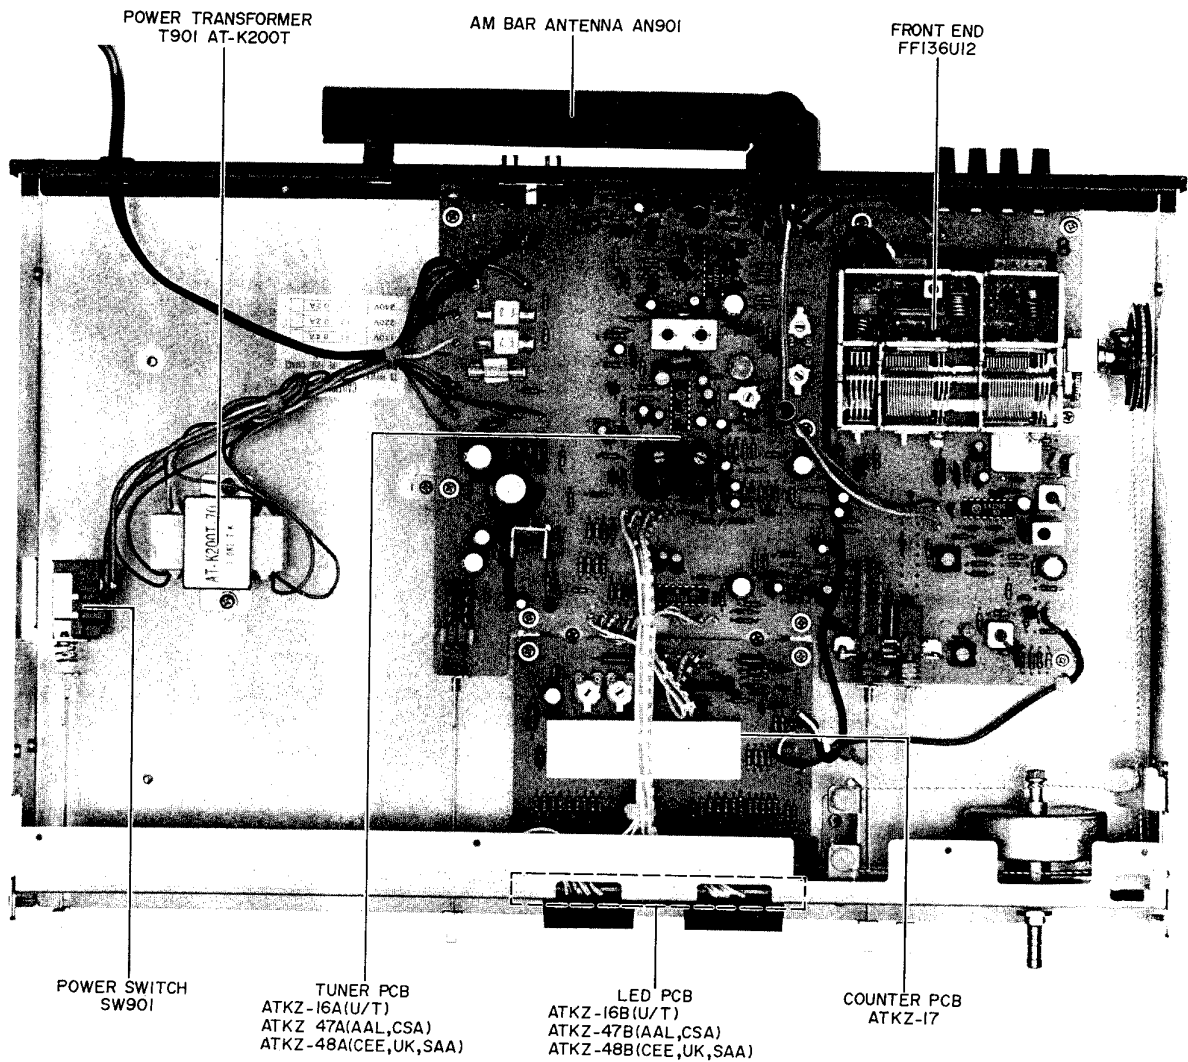 POWER TRANSFORMER
T901 AT-K200T
AM BAR ANTENNA AN901
FRONT END
FF136U12
240V
220V
AT-K200T
POWER SWITCH
SW901
TUNER PCB
ATKZ-16A(U/T)
ATKZ 47A(AAL,CSA)
ATKZ-48A(CEE,UK,SAA)
LED PCB
ATKZ-16B(U/T)
ATKZ-47B(AAL,CSA)
ATKZ-48B(CEE,UK,SAA)
COUNTER PCB
ATKZ-17